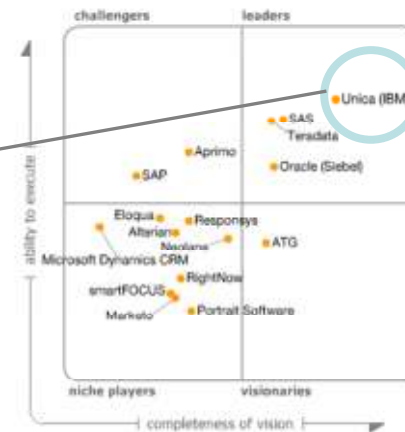 challengers
leaders
Unica (IBM
SAS
Teradata
Aprimo
Oracle (Siebel)
SAP
ability to execute
Eloqua
Responsys
Alterian
Neolane
ATG
Microsoft Dynamics CRM
RightNow
smartFOCUS
Marketo
Portrait Software
niche players
visionaries
completeness of vision